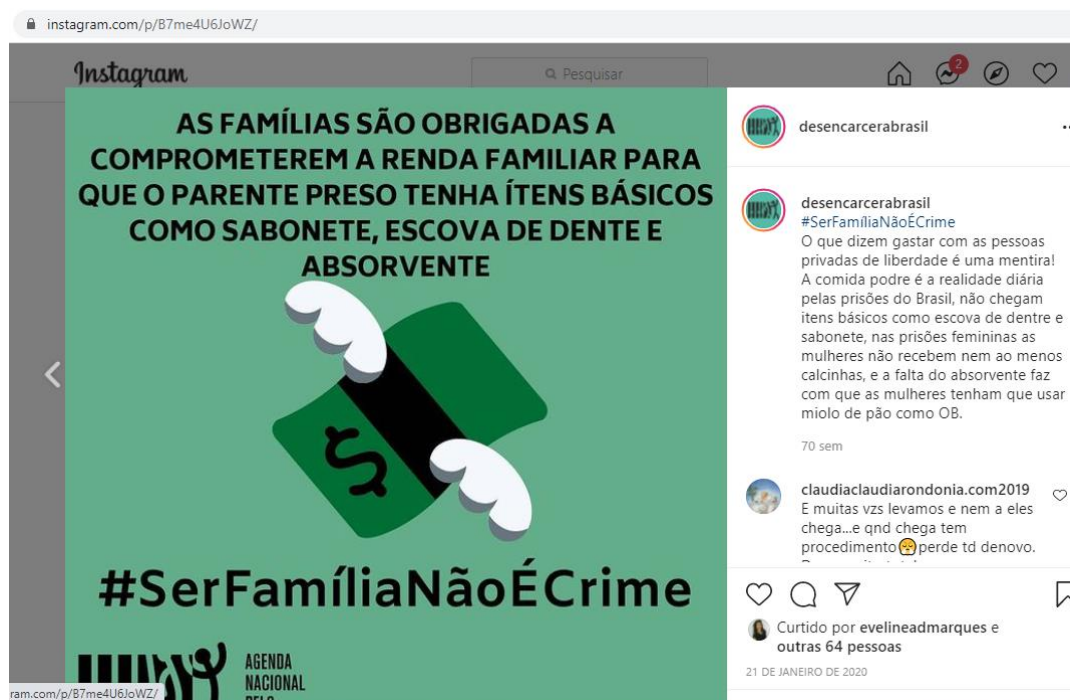 instagram.com/p/B7me4U6JoWZ/
Instagram
Pesquisar
2
AS FAMÍLIAS SÃO OBRIGADAS A
COMPROMETEREM A RENDA FAMILIAR PARA
QUE O PARENTE PRESO TENHA ÍTENS BÁSICOS
COMO SABONETE, ESCOVA DE DENTE E
ABSORVENTE
$
#SerFamíliaNãoÉCrime
AGENDA
NACIONAL
PELO
ram.com/p/B7me4U6JoWZ/
desencarcerabrasil
desencarcerabrasil
#SerFamíliaNãoÉCrime
O que dizem gastar com as pessoas
privadas de liberdade é uma mentira!
A comida podre é a realidade diária
pelas prisões do Brasil, não chegam
itens básicos como escova de dentre e
sabonete, nas prisões femininas as
mulheres não recebem nem ao menos
calcinhas, e a falta do absorvente faz
com que as mulheres tenham que usar
miolo de pão como OB.
70 sem
claudiaclaudiarondonia.com2019
E muitas vzs levamos e nem a eles
chega...e qnd chega tem
procedimento😔perde td denovo.
Curtido por evelineadmarques e
outras 64 pessoas
21 DE JANEIRO DE 2020